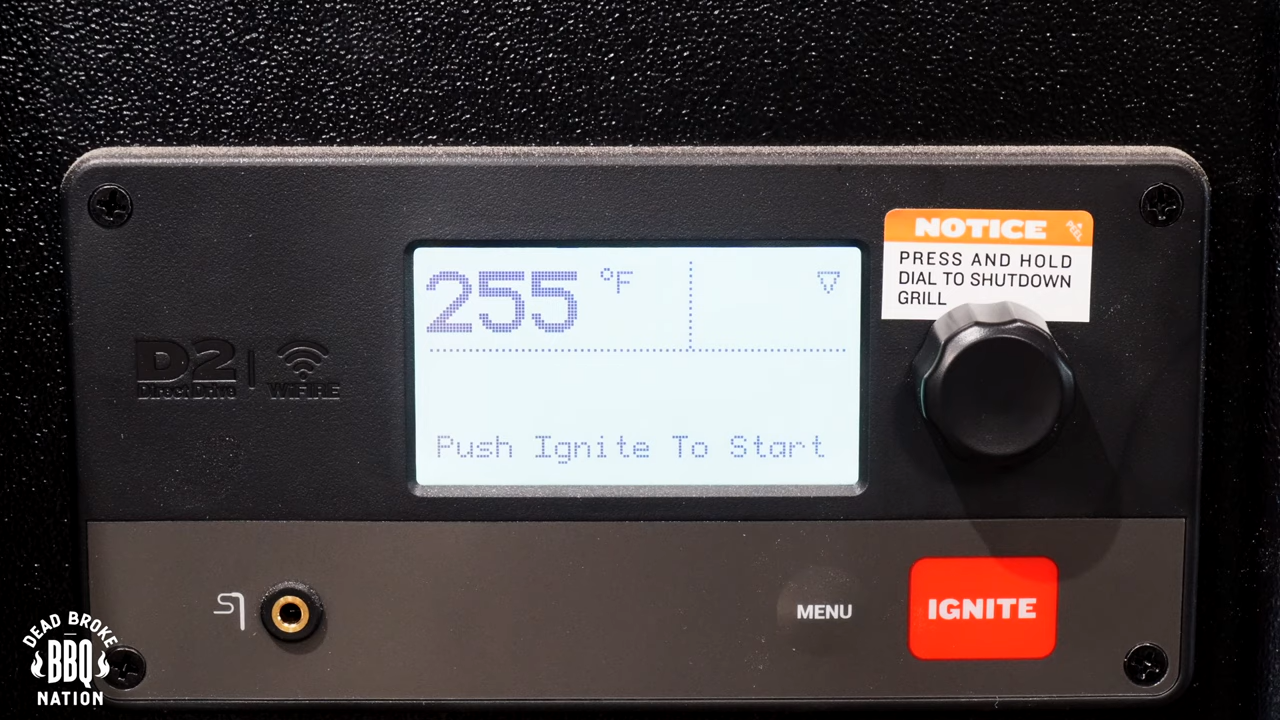 NOTICE
PEEL
PRESS AND HOLD
DIAL TO SHUTDOWN
GRILL
255 °F
Push Ignite To Start
D2
Direct Drive
WiFIRE
MENU
IGNITE
DEAD BROKE
BBQ
NATION